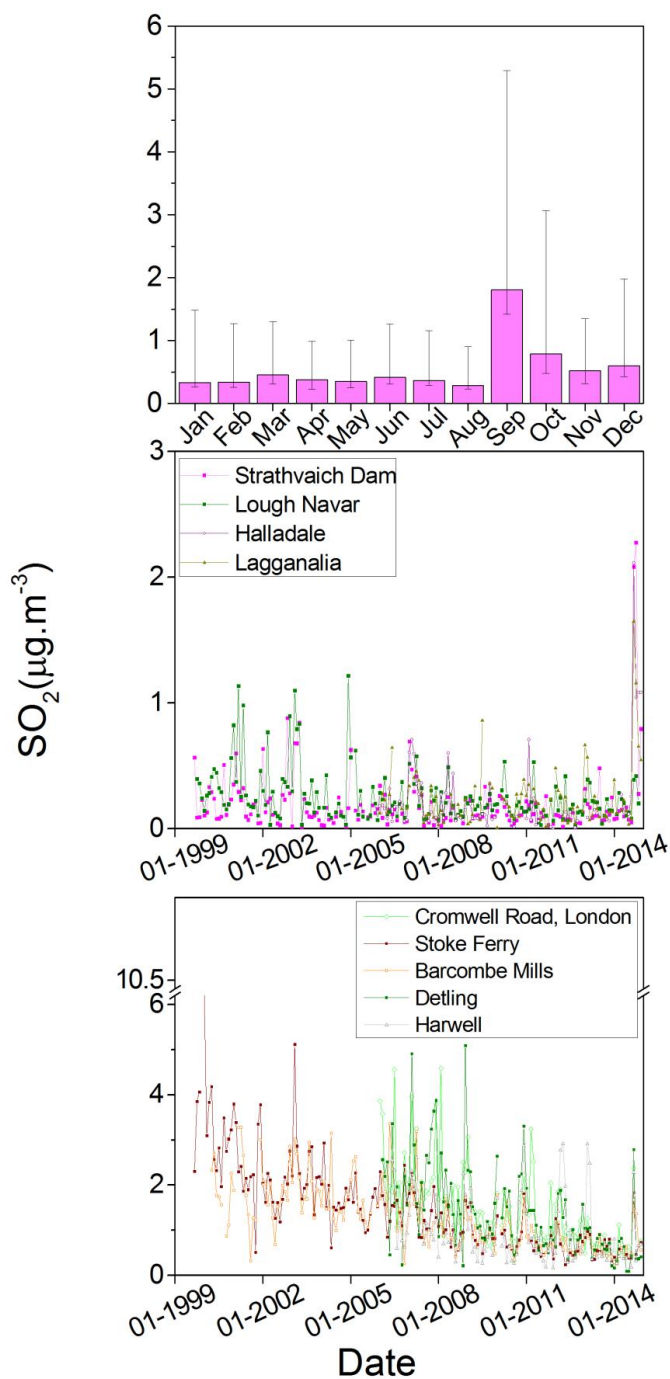 6
5
4
3
2
1
0
Jan Feb Mar Apr May Jun Jul Aug Sep Oct Nov Dec
3
Strathvaich Dam
Lough Navar
Halladale
Lagganalia
2
SO2(μg.m-3)
1
0
01-1999 01-2002 01-2005 01-2008 01-2011 01-2014
Cromwell Road, London
Stoke Ferry
Barcombe Mills
Detling
Harwell
10.5
6
4
2
0
01-1999 01-2002 01-2005 01-2008 01-2011 01-2014
Date